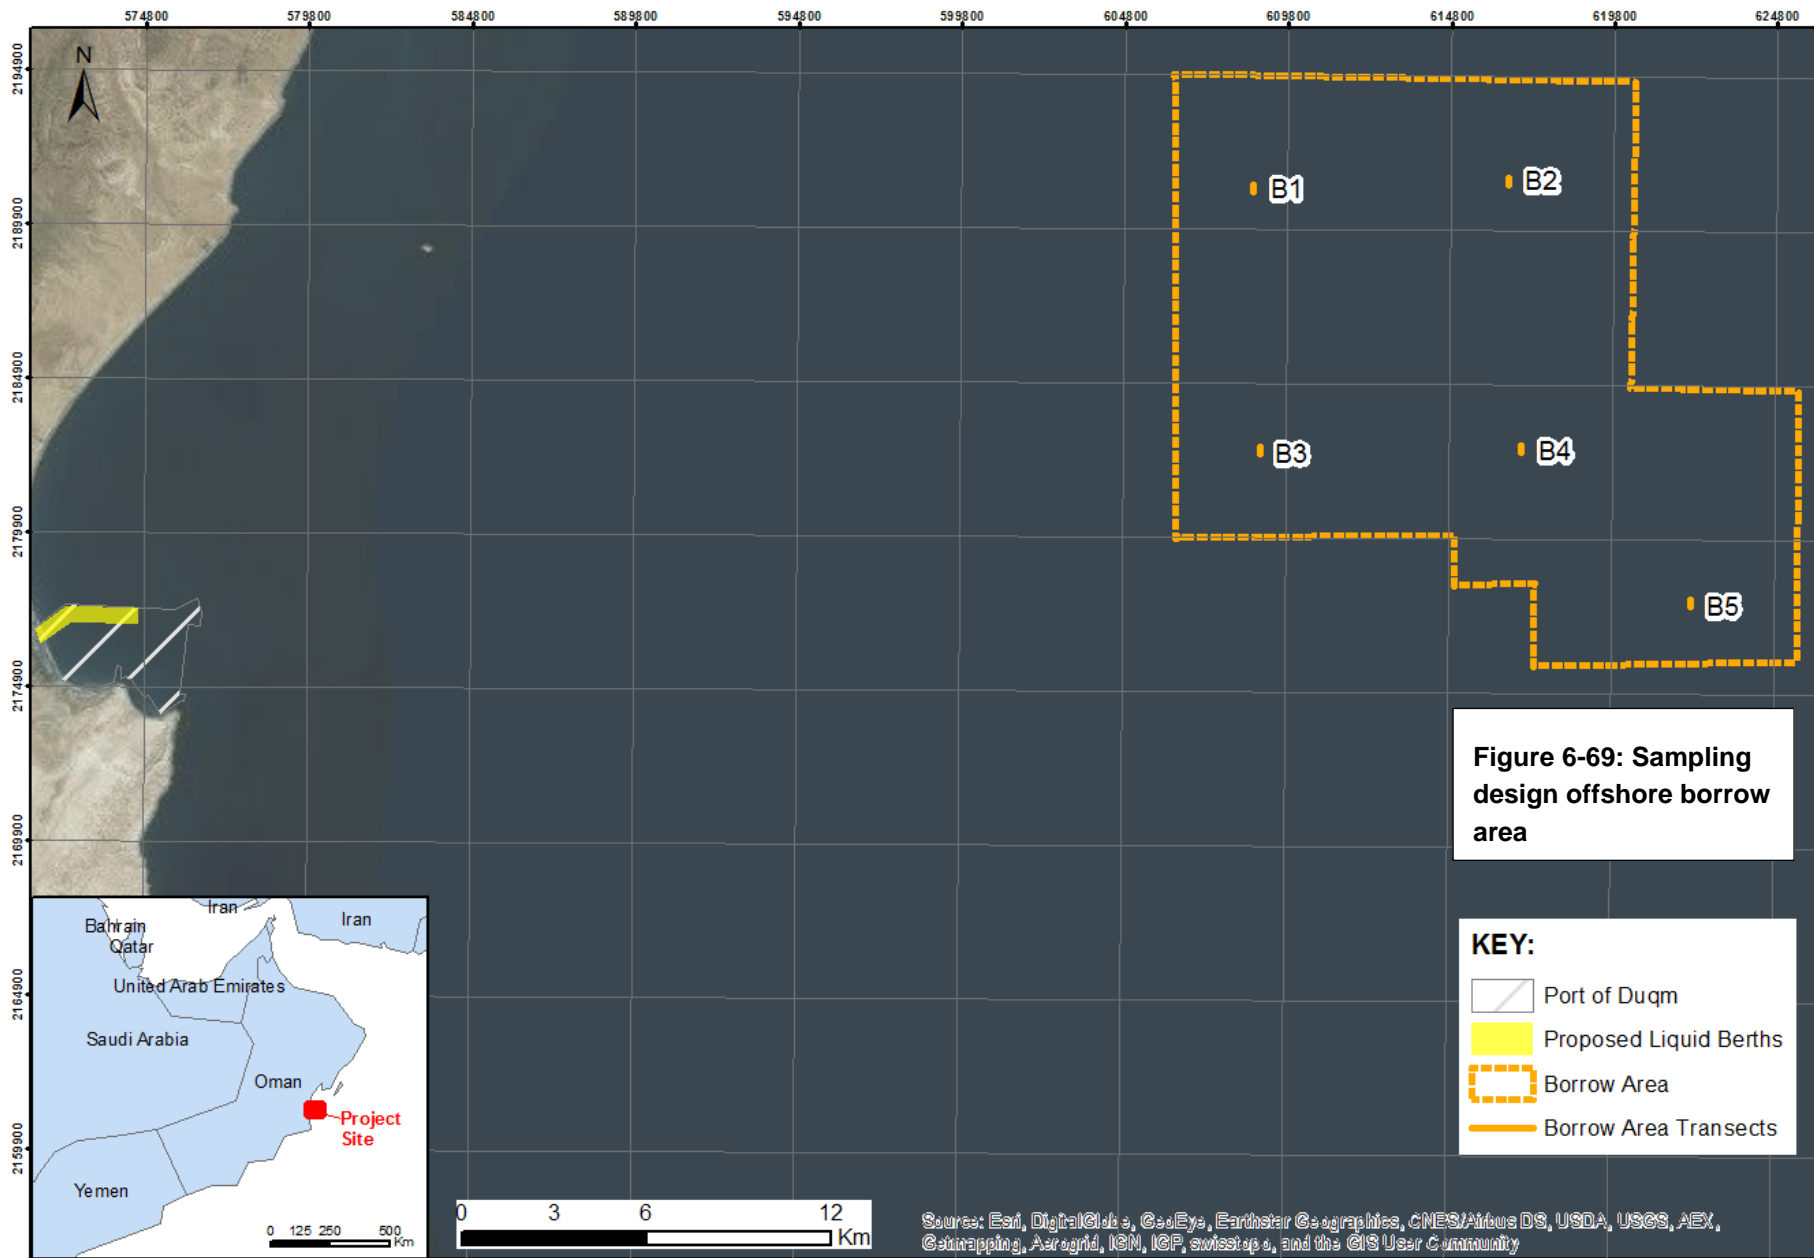 574800 579800 584800 589800 594800 599800 604800 609800 614800 619800 624800
2194900
2189900
2184900
2179900
2174900
2169900
2164900
2159900
N
B1
B2
B3
B4
B5
Figure 6-69: Sampling
design offshore borrow
area
KEY:
Port of Duqm
Proposed Liquid Berths
Borrow Area
Borrow Area Transects
Iran
Iran
Bahrain
Qatar
United Arab Emirates
Saudi Arabia
Oman
Project
Site
Yemen
0 125 250 500
Km
0 3 6 12
Km
Source: Esri, DigitalGlobe, GeoEye, Earthstar Geographics, CNES/Airbus DS, USDA, USGS, AEX,
Getmapping, Aerogrid, IGN, IGP, swisstopo, and the GIS User Community